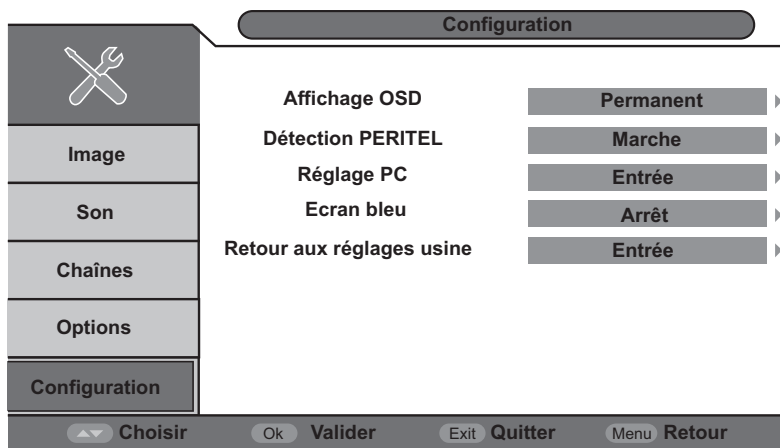 Configuration
Affichage OSD Permanent
Détection PERITEL Marche
Réglage PC Entrée
Ecran bleu Arrêt
Retour aux réglages usine Entrée
Image
Son
Chaînes
Options
Configuration
Choisir Ok Valider Exit Quitter Menu Retour